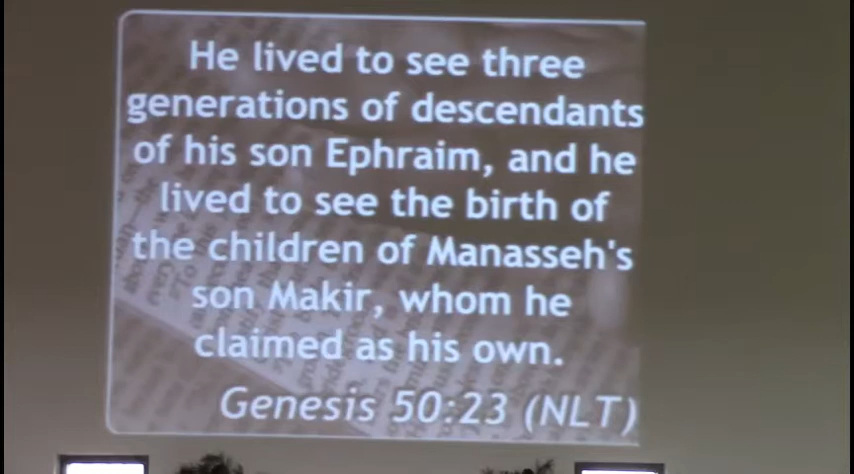 He lived to see three
generations of descendants
of his son Ephraim, and he
lived to see the birth of
the children of Manasseh's
son Makir, whom he
claimed as his own.
Genesis 50:23 (NLT)